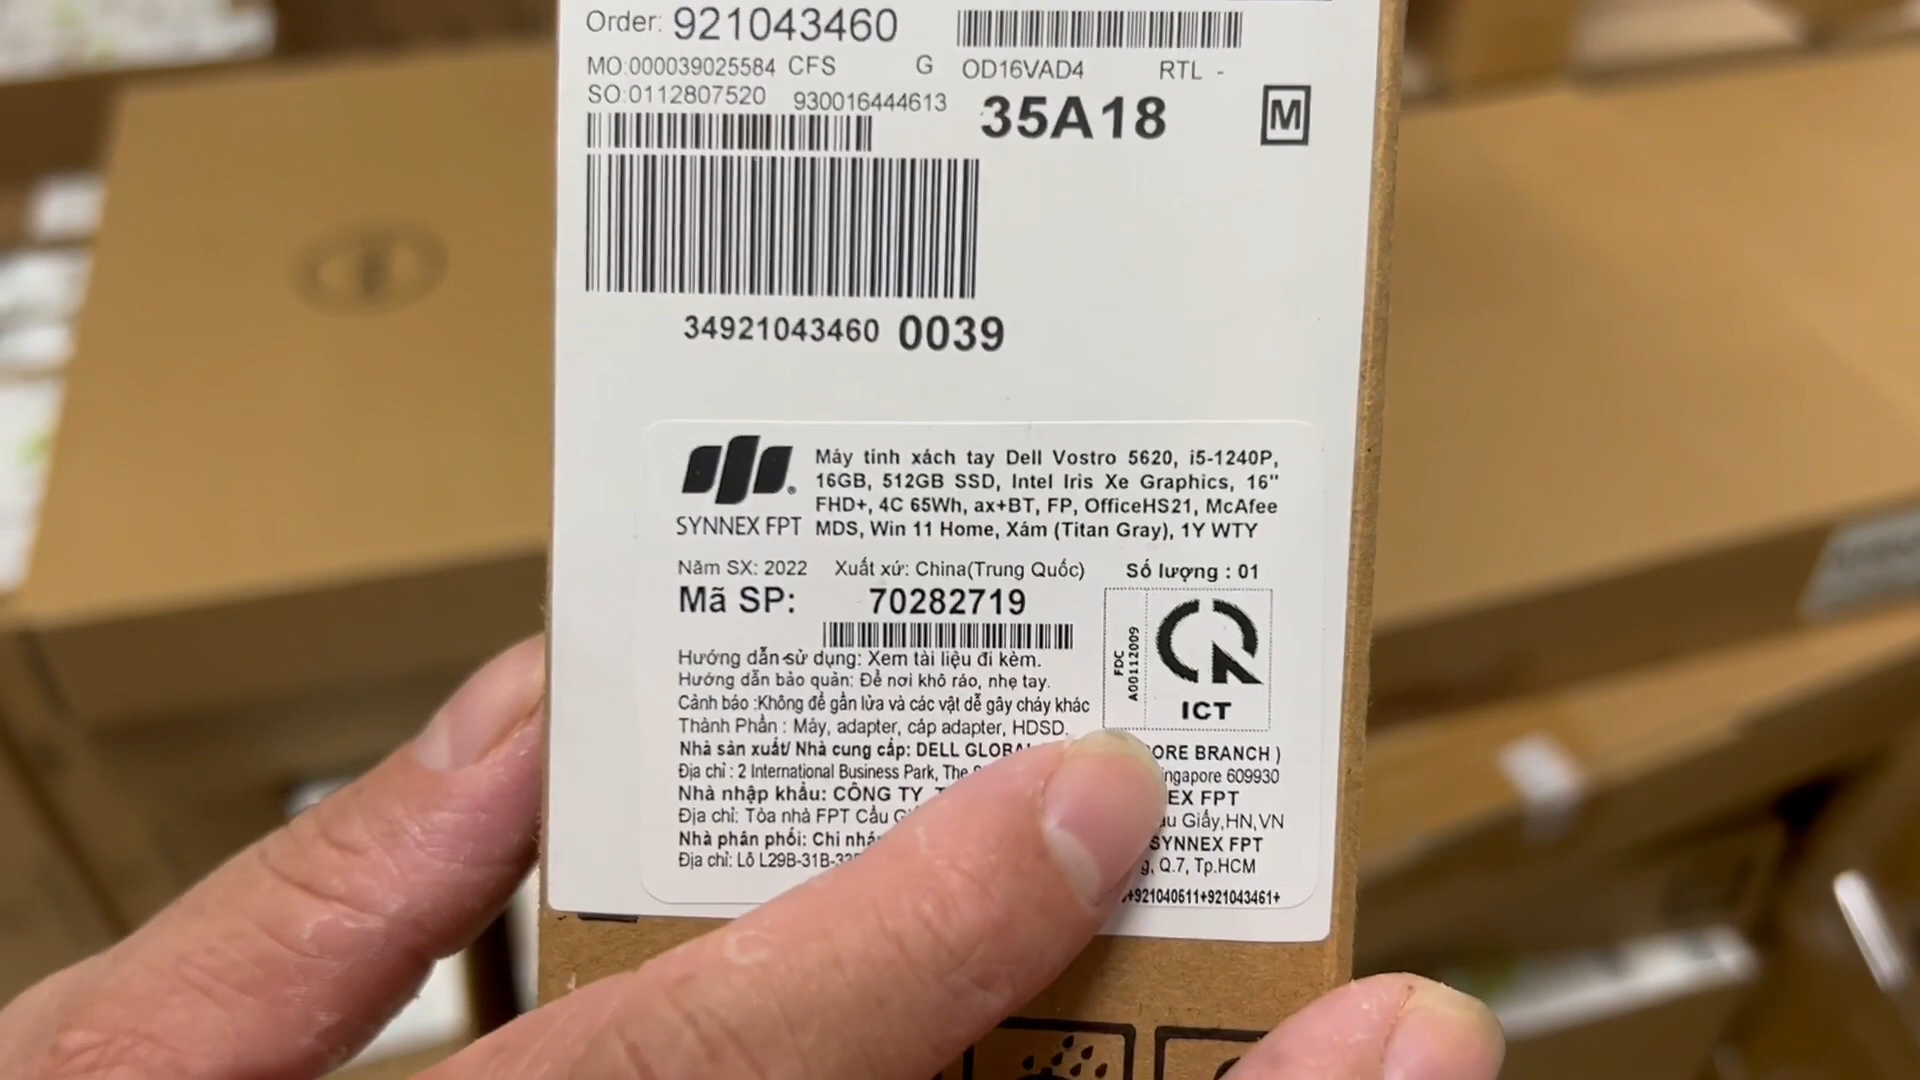 Order: 921043460
MO:000039025584 CFS G OD16VAD4 RTL -
SO:0112807520 930016444613 35A18 M
34921043460 0039
SYNNEX FPT
Máy tính xách tay Dell Vostro 5620, i5-1240P,
16GB, 512GB SSD, Intel Iris Xe Graphics, 16"
FHD+, 4C 65Wh, ax+BT, FP, OfficeHS21, McAfee
MDS, Win 11 Home, Xám (Titan Gray), 1Y WTY
Năm SX: 2022 Xuất xứ: China(Trung Quốc) Số lượng : 01
Mã SP: 70282719
FDC
A00112009
ICT
Hướng dẫn sử dụng: Xem tài liệu đi kèm.
Hướng dẫn bảo quản: Để nơi khô ráo, nhẹ tay.
Cảnh báo :Không để gần lửa và các vật dễ gây cháy khác
Thành Phần : Máy, adapter, cáp adapter, HDSD.
Nhà sản xuất/ Nhà cung cấp: DELL GLOBAL BRANCH )
Địa chỉ : 2 International Business Park, The Singapore 609930
Nhà nhập khẩu: CÔNG TY FPT
Địa chỉ: Tòa nhà FPT Cầu Giấy,HN,VN
Nhà phân phối: Chi nhá SYNNEX FPT
Địa chỉ: Lô L29B-31B- Q.7, Tp.HCM
+921040511+921043461+